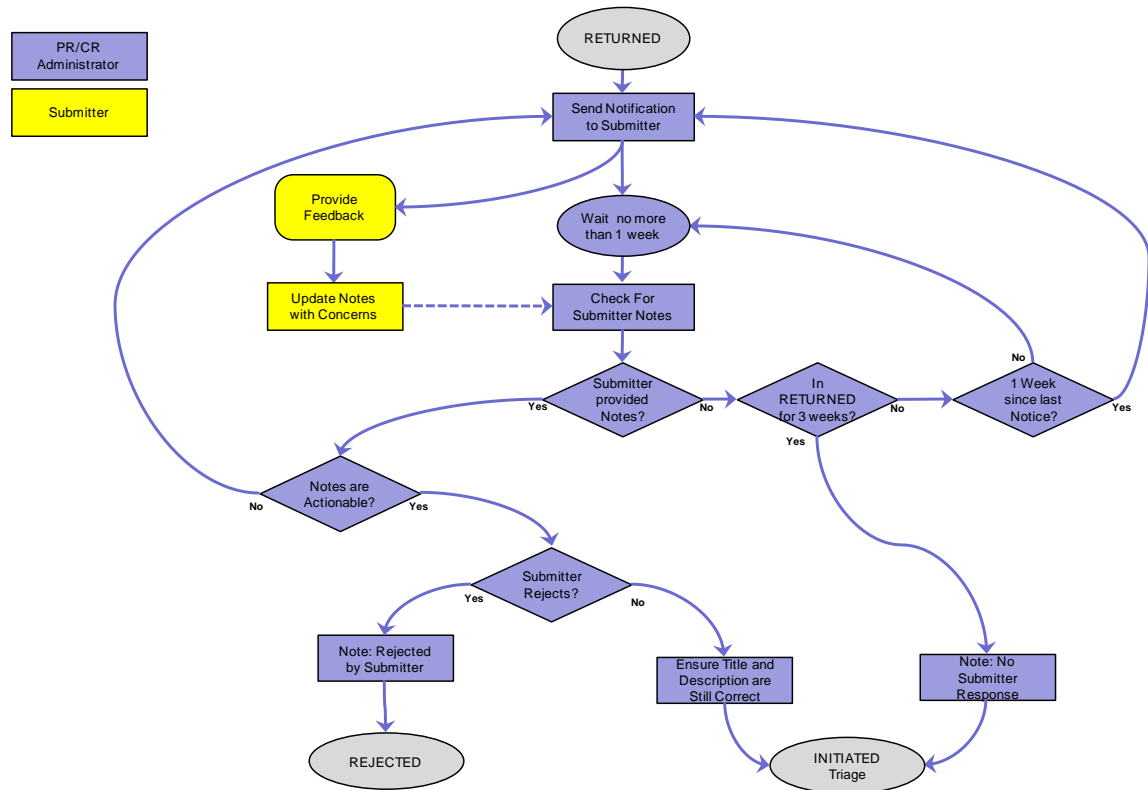 RETURNED
PR/CR
Administrator
Submitter
Send Notification
to Submitter
Provide
Feedback
Wait no more
than 1 week
Update Notes
with Concerns
Check For
Submitter Notes
Submitter
provided
Notes?
Yes
No
In
RETURNED
for 3 weeks?
No
Yes
1 Week
since last
Notice?
No
Yes
Notes are
Actionable?
No
Yes
Submitter
Rejects?
Yes
No
Note: Rejected
by Submitter
Ensure Title and
Description are
Still Correct
Note: No
Submitter
Response
REJECTED
INITIATED
Triage